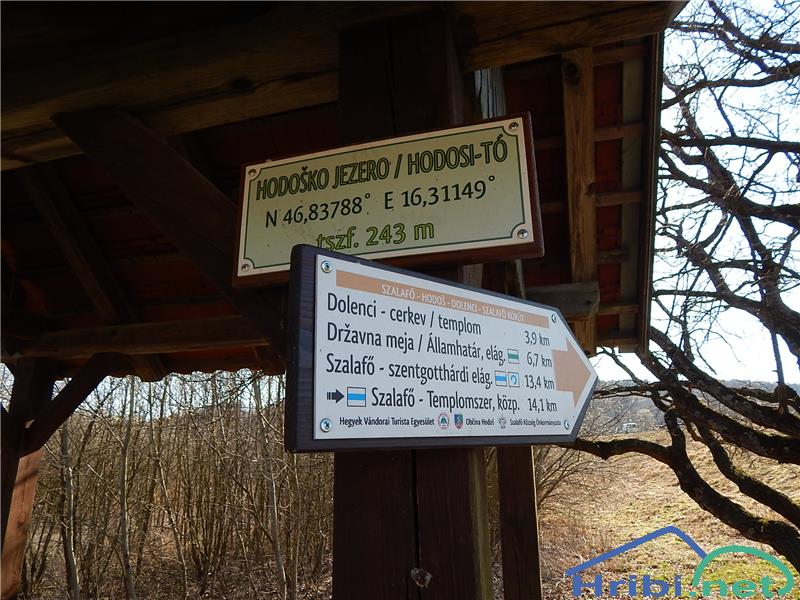 HODOŠKO JEZERO / HODOSI-TÓ
N 46,83788° E 16,31149°
tszf. 243 m
SZALAFŐ - HODOŠ - DOLENCI - SZALAFŐ KÖRÚT
Dolenci - cerkev / templom 3,9 km
Državna meja / Államhatár, elág. 6,7 km
Szalafő - szentgotthárdi elág. 13,4 km
Szalafő - Templomszer, közp. 14,1 km
Hegyek Vándorai Turista Egyesület Občina Hodoš Szalafő Község Önkormányzata
Hribi.net